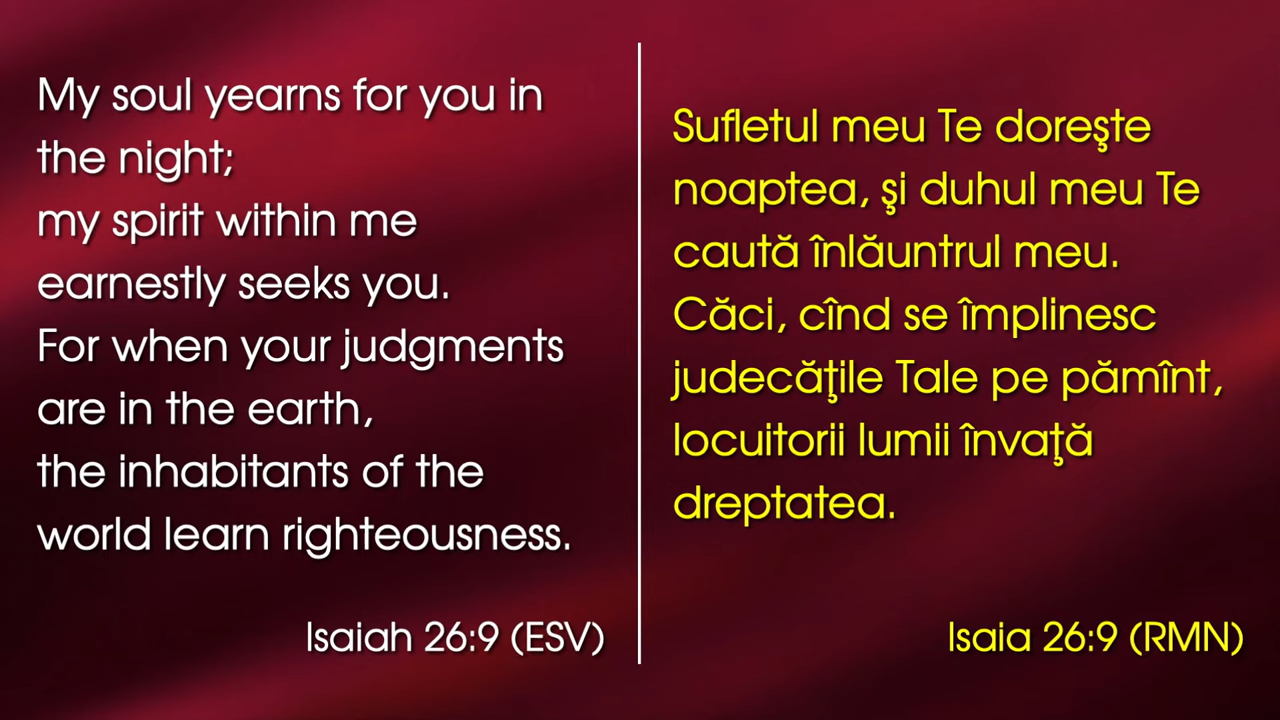 My soul yearns for you in
the night;
my spirit within me
earnestly seeks you.
For when your judgments
are in the earth,
the inhabitants of the
world learn righteousness.
Isaiah 26:9 (ESV)
Sufletul meu Te doreşte
noaptea, şi duhul meu Te
caută înlăuntrul meu.
Căci, cînd se împlinesc
judecăţile Tale pe pămînt,
locuitorii lumii învaţă
dreptatea.
Isaia 26:9 (RMN)